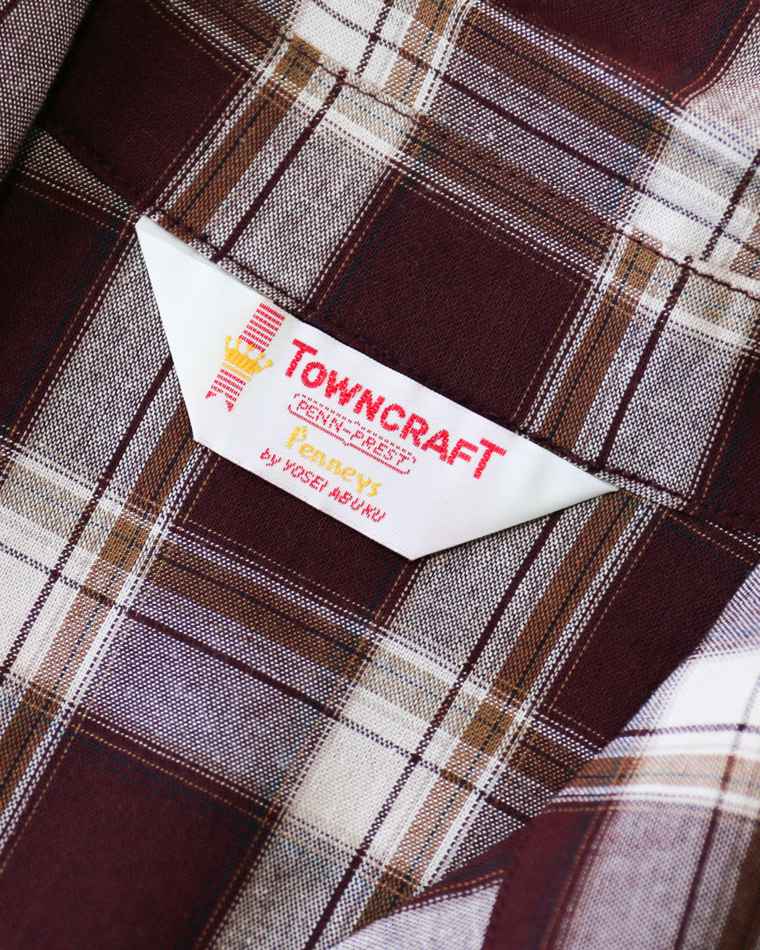 TOWNCRAFT
PENN-PREST
Penneys
by YOSEI ABUKU